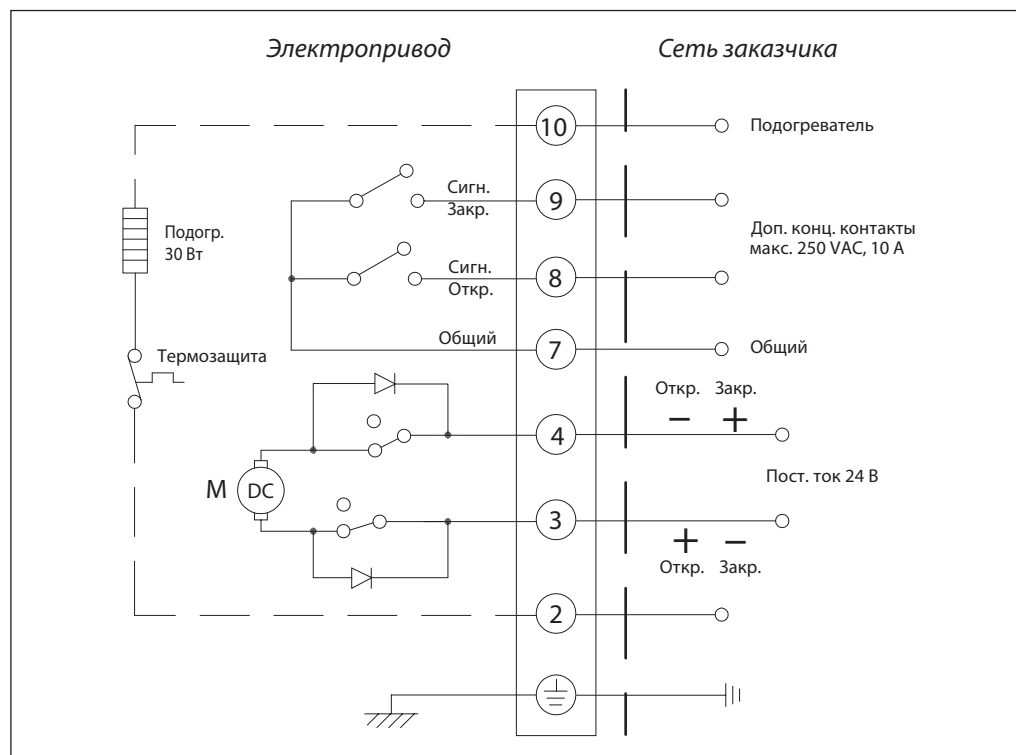 Электропривод
Сеть заказчика
10
Подогреватель
Сигн.
Закр.
9
Подогр.
30 Вт
Доп. конц. контакты
макс. 250 VAC, 10 А
Сигн.
Откр.
8
Общий
7
Общий
Термозащита
Откр. Закр.
− +
4
M DC
Пост. ток 24 В
3
+ −
Откр. Закр.
2